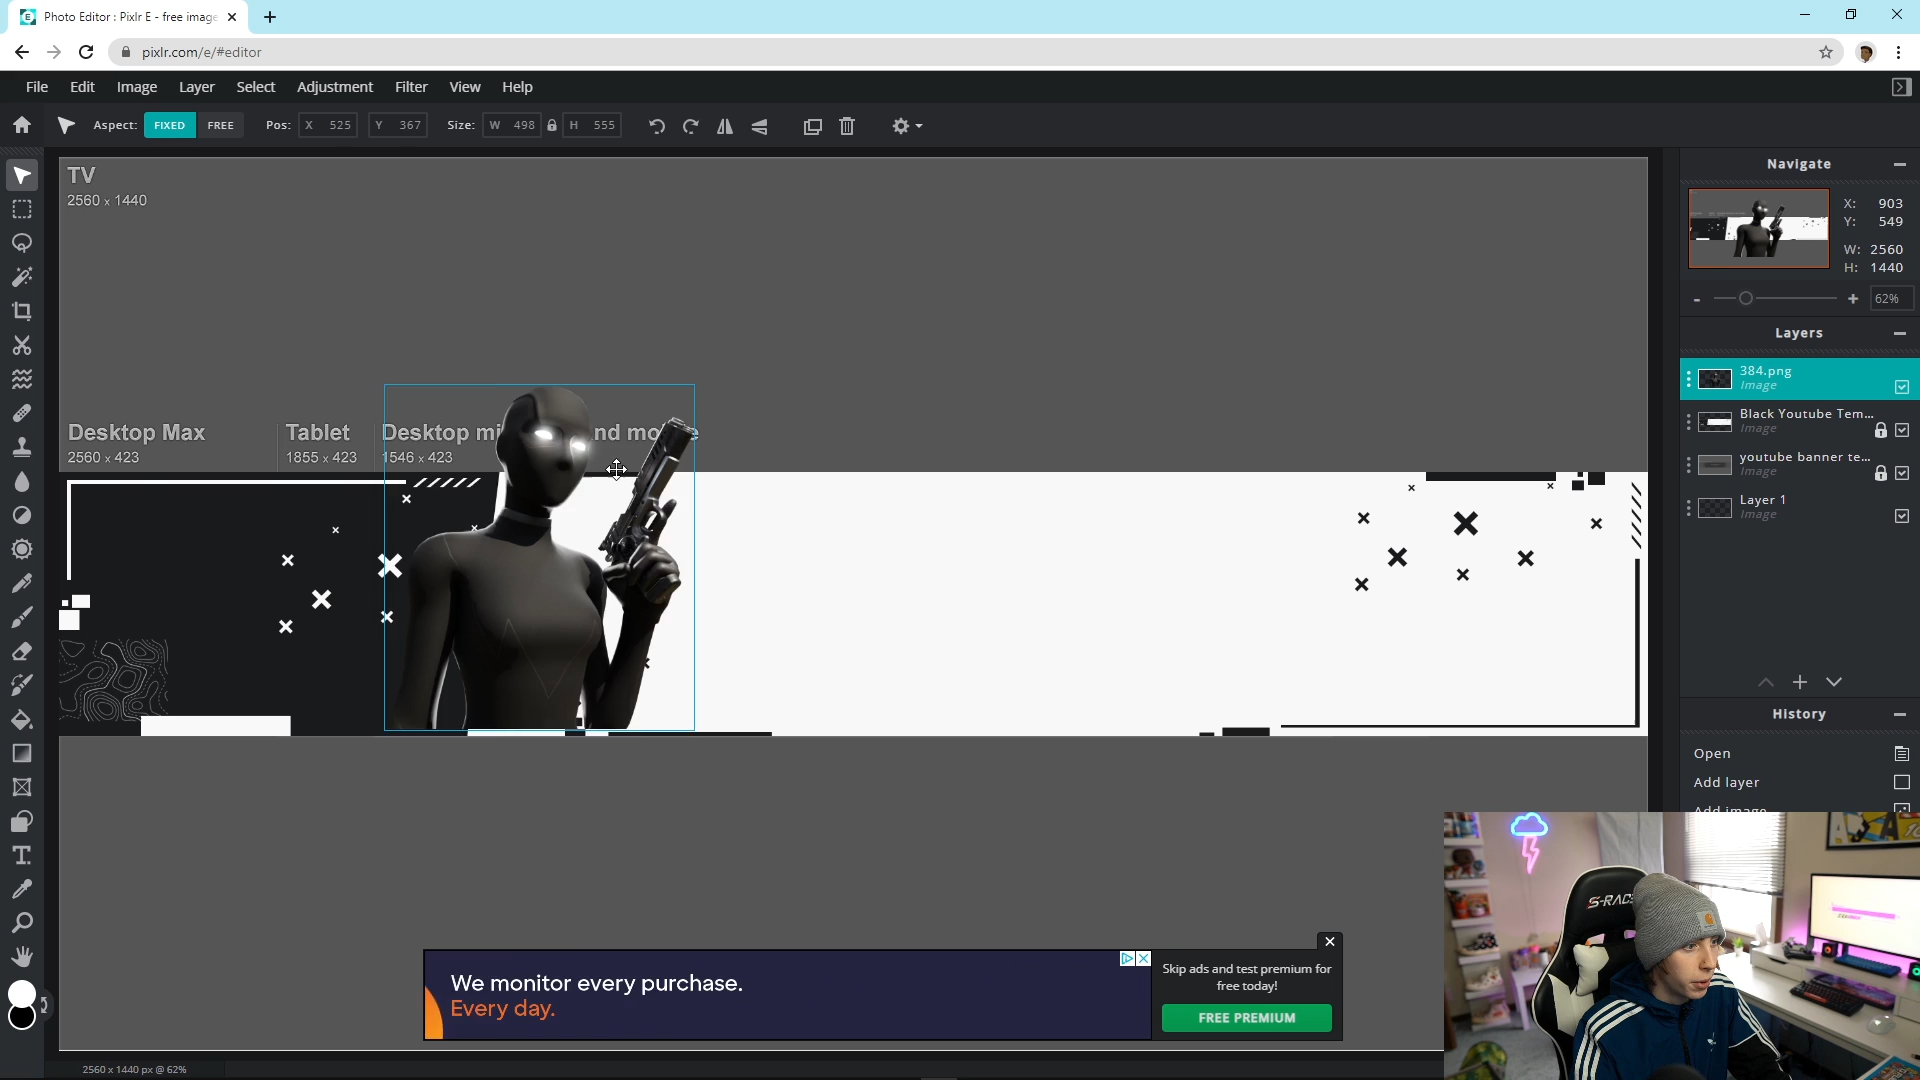 Photo Editor : Pixlr E - free image
pixlr.com/e/#editor
File Edit Image Layer Select Adjustment Filter View Help
Aspect: FIXED FREE Pos: X 525 Y 367 Size: W 498 H 555
TV
2560 x 1440
Desktop Max
2560 x 423
Tablet
1855 x 423
Desktop mi nd mo e
1546 x 423
Navigate
X: 903
Y: 549
W: 2560
H: 1440
- + 62%
Layers
384.png
Image
Black Youtube Tem...
Image
youtube banner te...
Image
Layer 1
Image
History
Open
Add layer
Add image
We monitor every purchase.
Every day.
Skip ads and test premium for
free today!
FREE PREMIUM
S-RAC
2560 x 1440 px @ 62%